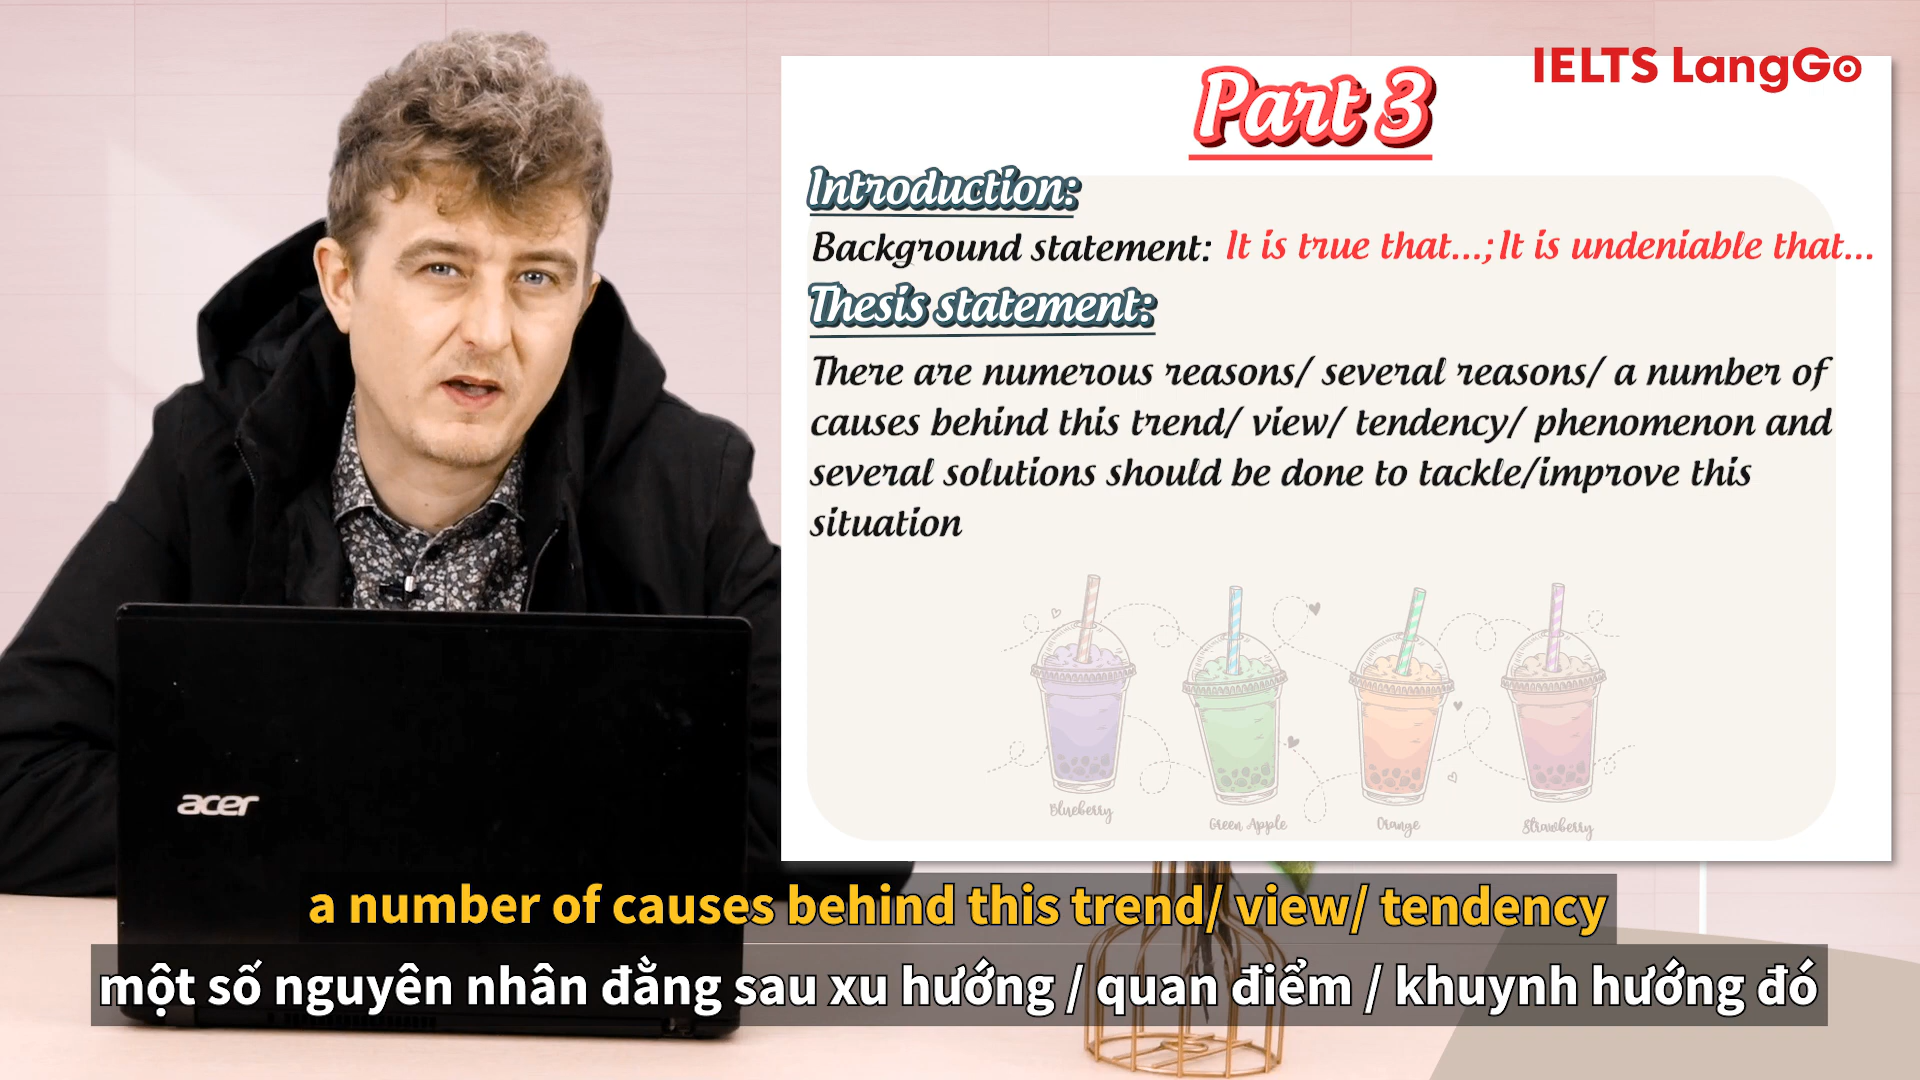 IELTS LangGo
Part 3
Introduction:
Background statement: It is true that...;It is undeniable that...
Thesis statement:
There are numerous reasons/ several reasons/ a number of
causes behind this trend/ view/ tendency/ phenomenon and
several solutions should be done to tackle/improve this
situation
Blueberry
Green Apple
Orange
Strawberry
acer
a number of causes behind this trend/ view/ tendency
một số nguyên nhân đằng sau xu hướng / quan điểm / khuynh hướng đó